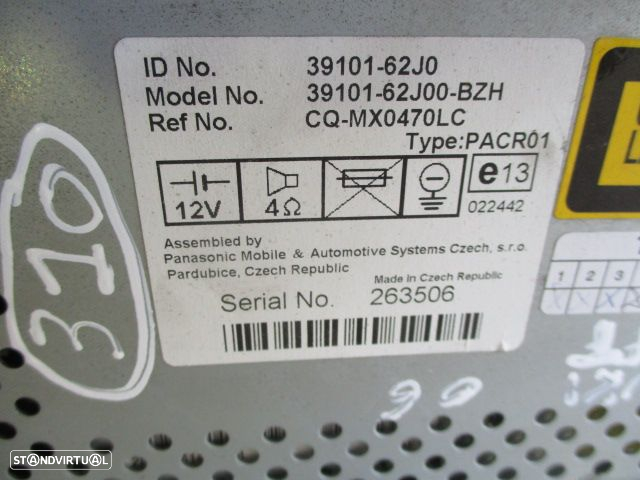 ID No. 39101-62J0
Model No. 39101-62J00-BZH
Ref No. CQ-MX0470LC
Type:PACR01
12V 4Ω e13
022442
Assembled by
Panasonic Mobile & Automotive Systems Czech, s.r.o.
Pardubice, Czech Republic
Made in Czech Republic
Serial No. 263506
310
1 2 3
STANDVIRTUAL